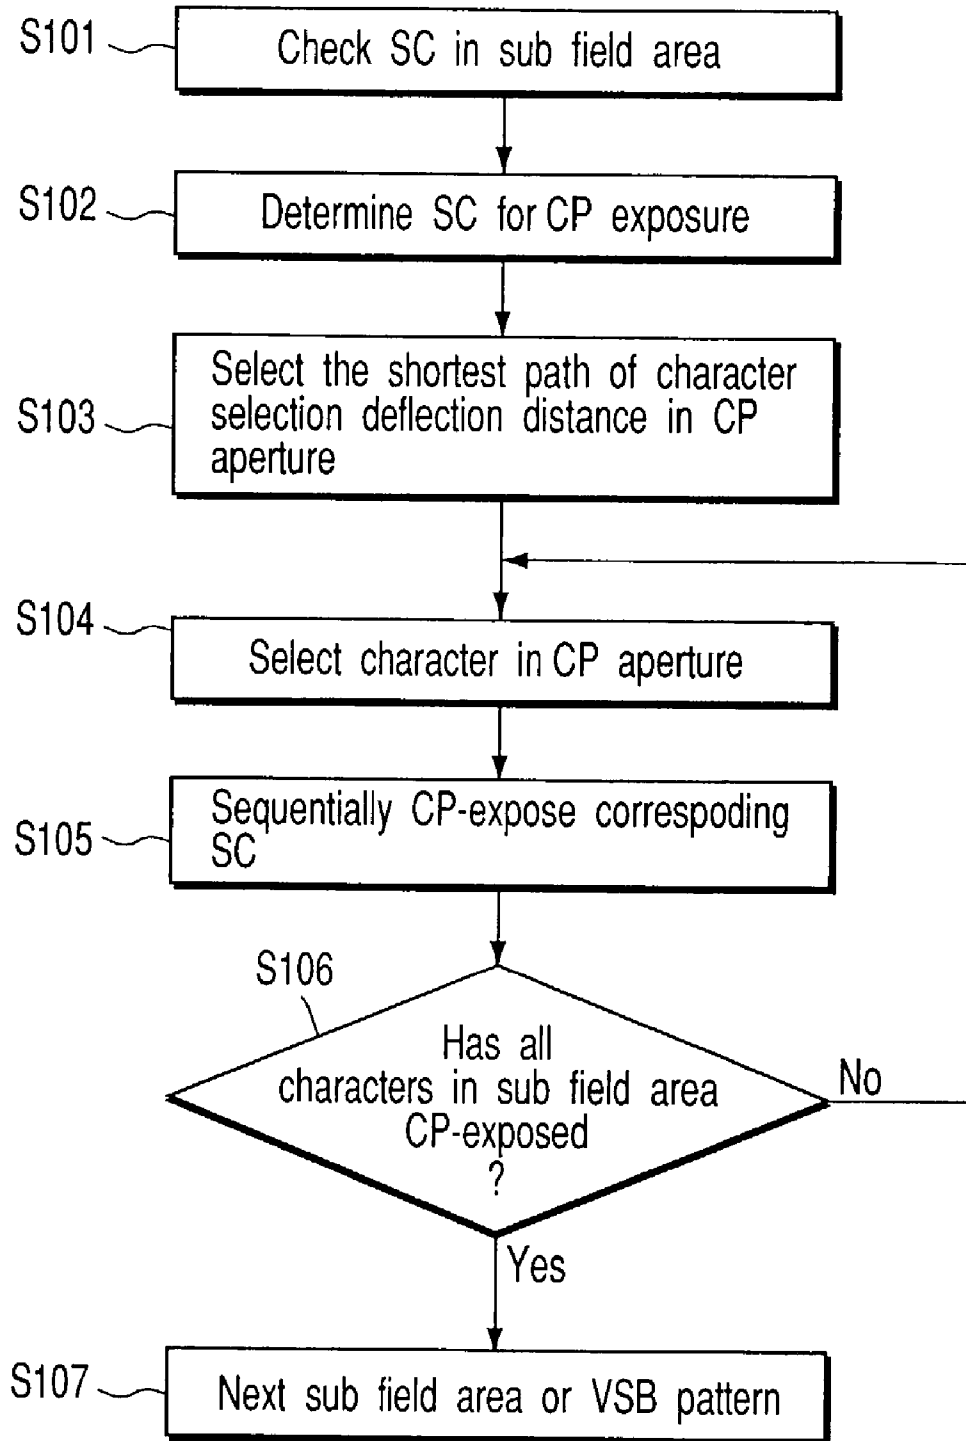 S101
Check SC in sub field area
S102
Determine SC for CP exposure
S103
Select the shortest path of character
selection deflection distance in CP
aperture
S104
Select character in CP aperture
S105
Sequentially CP-expose correspoding
SC
S106
Has all
characters in sub field area
CP-exposed
?
No
Yes
S107
Next sub field area or VSB pattern